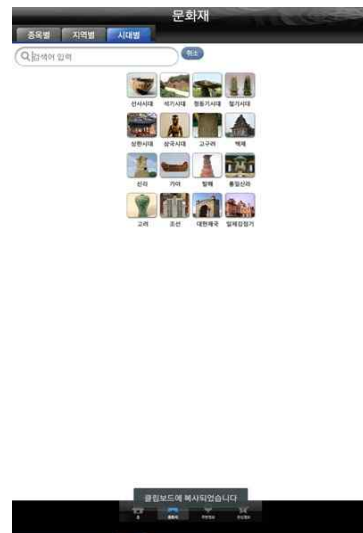 문화재
종목별 지역별 시대별
검색어 입력 취소
선사시대 석기시대 청동기시대 철기시대
삼한시대 삼국시대 고구려 백제
신라 가야 발해 통일신라
고려 조선 대한제국 일제강점기
클립보드에 복사되었습니다
홈 문화재